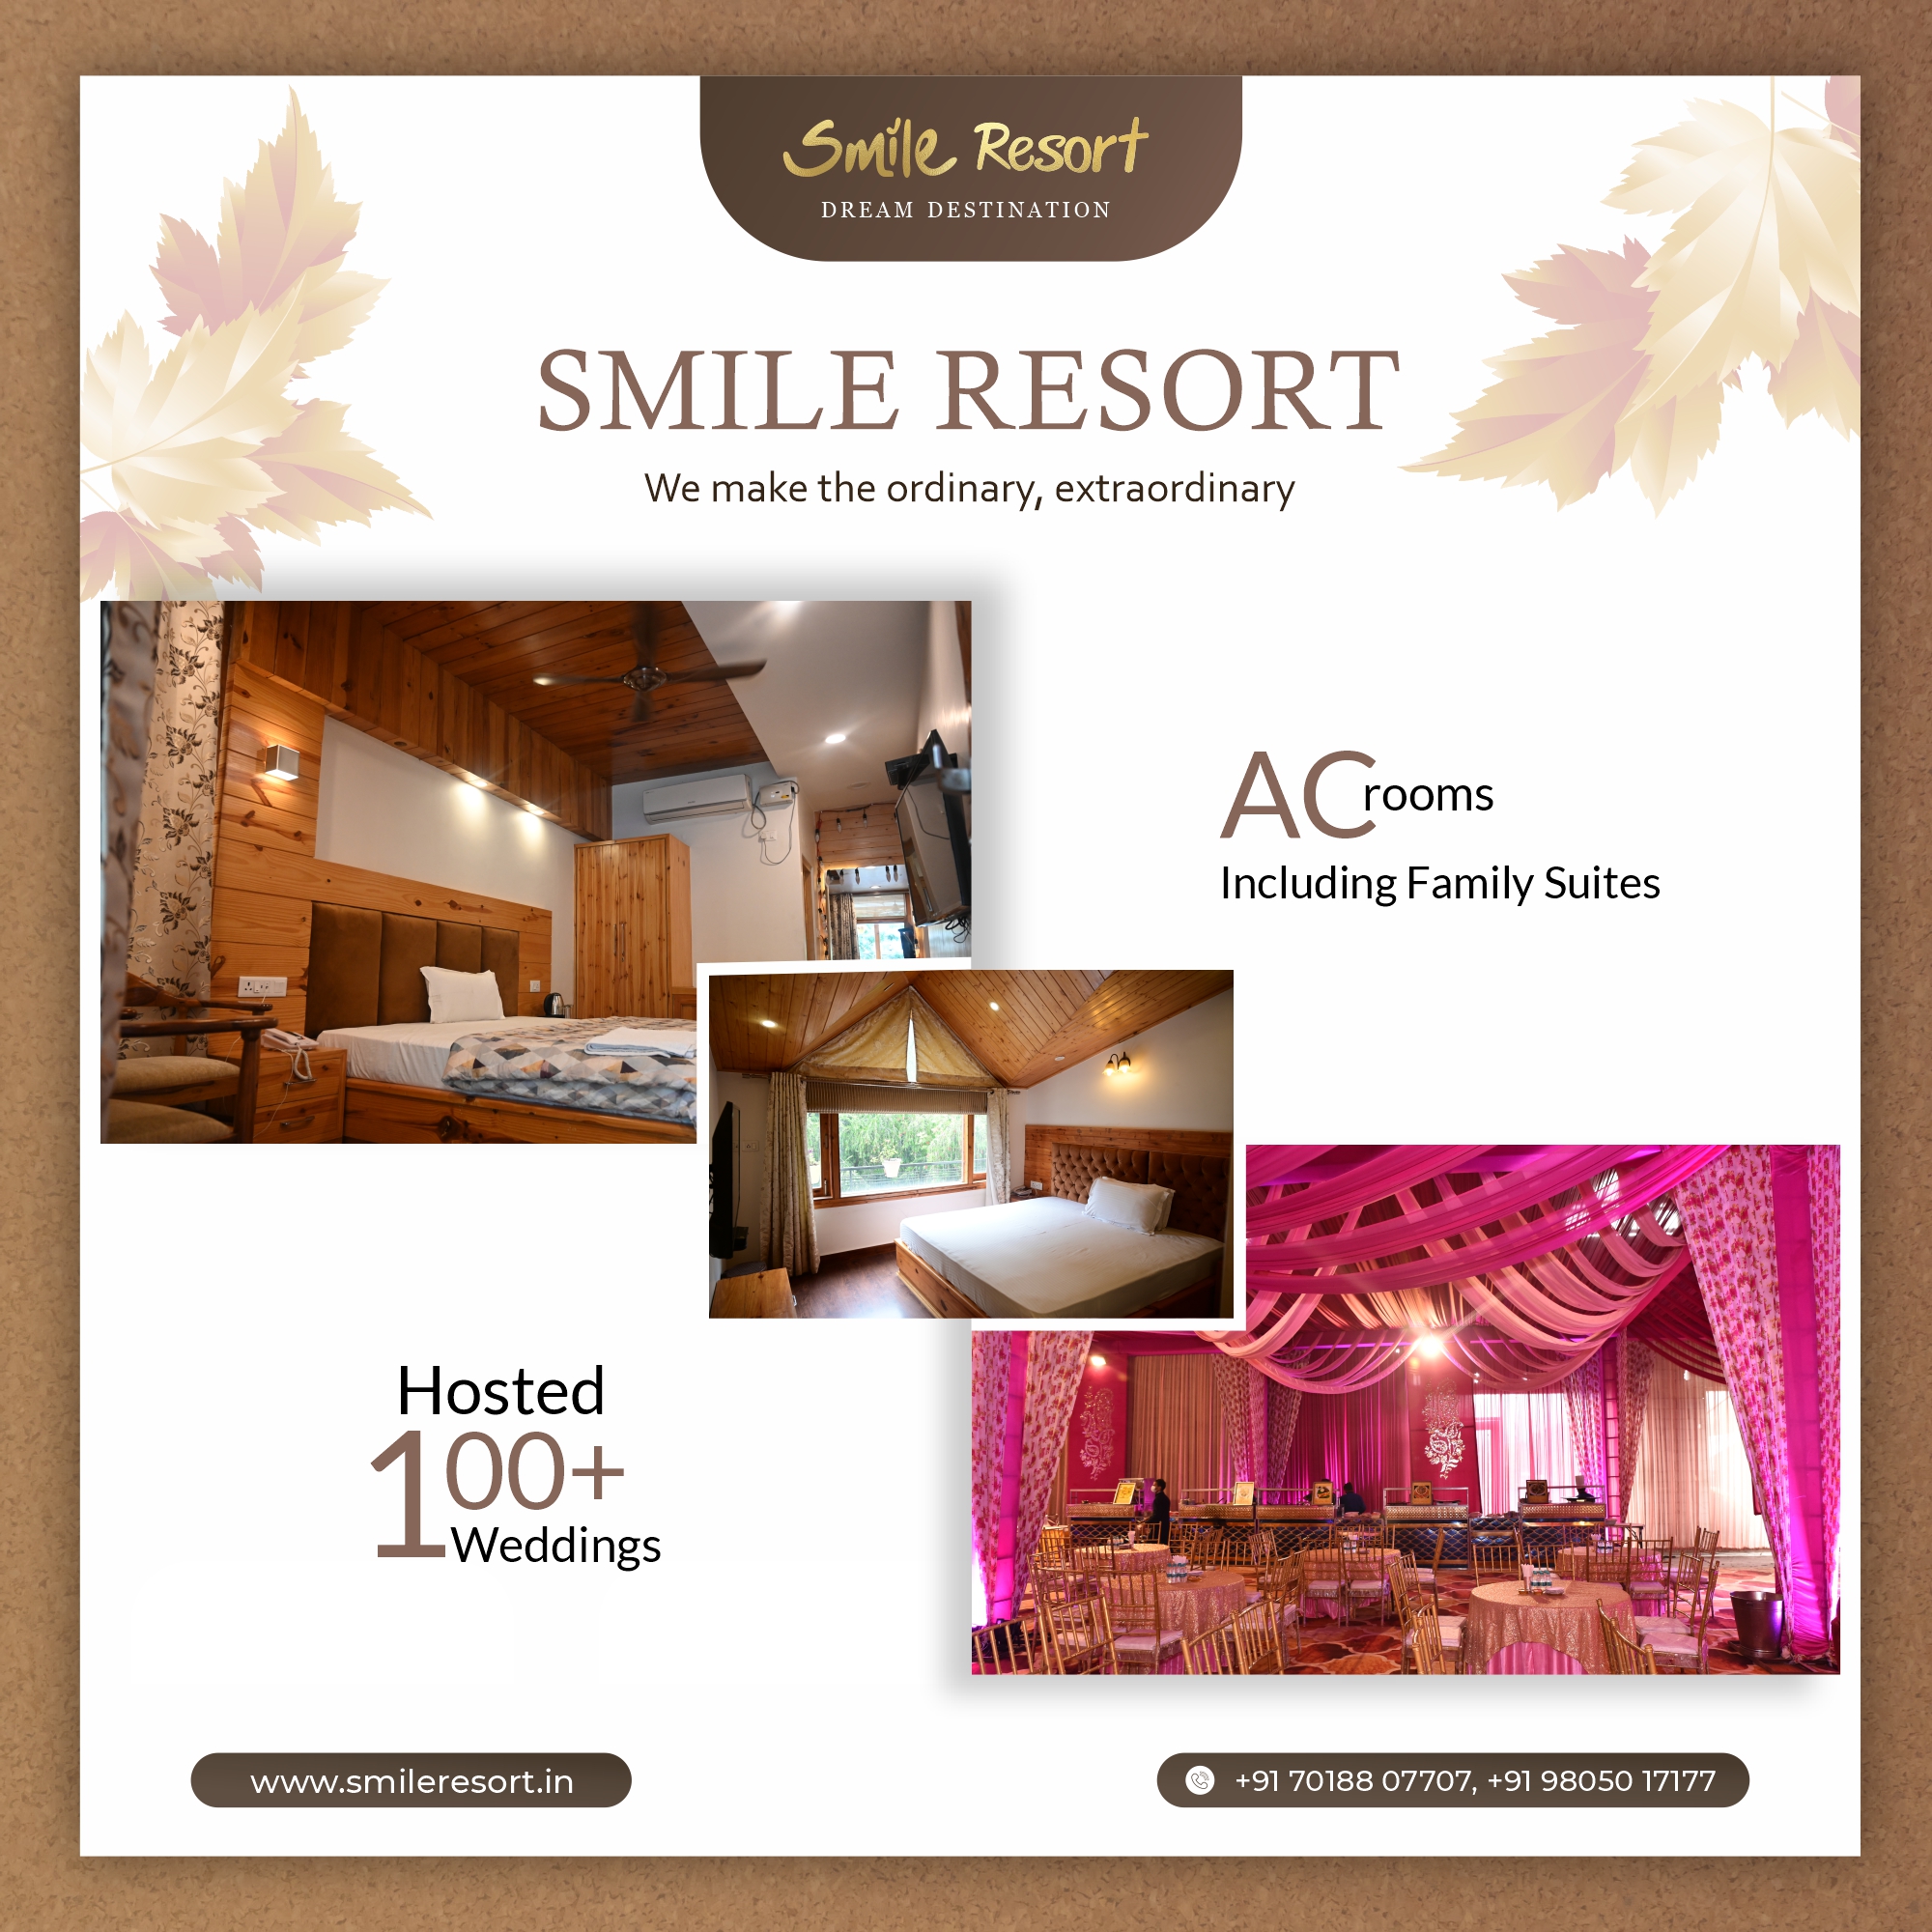 Smile Resort
DREAM DESTINATION
SMILE RESORT
We make the ordinary, extraordinary
AC rooms
Including Family Suites
Hosted
100+
Weddings
www.smileresort.in
+91 70188 07707, +91 98050 17177